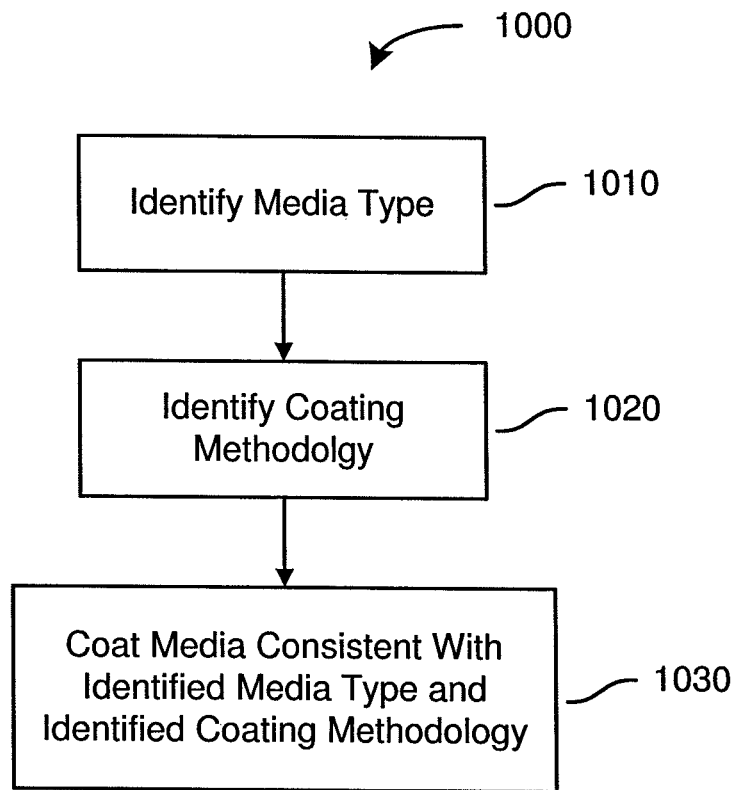 1000
Identify Media Type
1010
Identify Coating
Methodolgy
1020
Coat Media Consistent With
Identified Media Type and
Identified Coating Methodology
1030